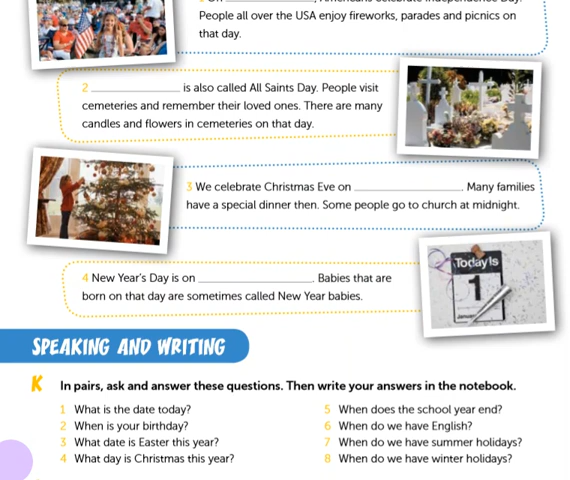 People all over the USA enjoy fireworks, parades and picnics on
that day.
2 ____________ is also called All Saints Day. People visit
cemeteries and remember their loved ones. There are many
candles and flowers in cemeteries on that day.
3 We celebrate Christmas Eve on ____________. Many families
have a special dinner then. Some people go to church at midnight.
Today Is
1
January
4 New Year's Day is on ____________. Babies that are
born on that day are sometimes called New Year babies.
SPEAKING AND WRITING
K In pairs, ask and answer these questions. Then write your answers in the notebook.
1 What is the date today?
2 When is your birthday?
3 What date is Easter this year?
4 What day is Christmas this year?
5 When does the school year end?
6 When do we have English?
7 When do we have summer holidays?
8 When do we have winter holidays?